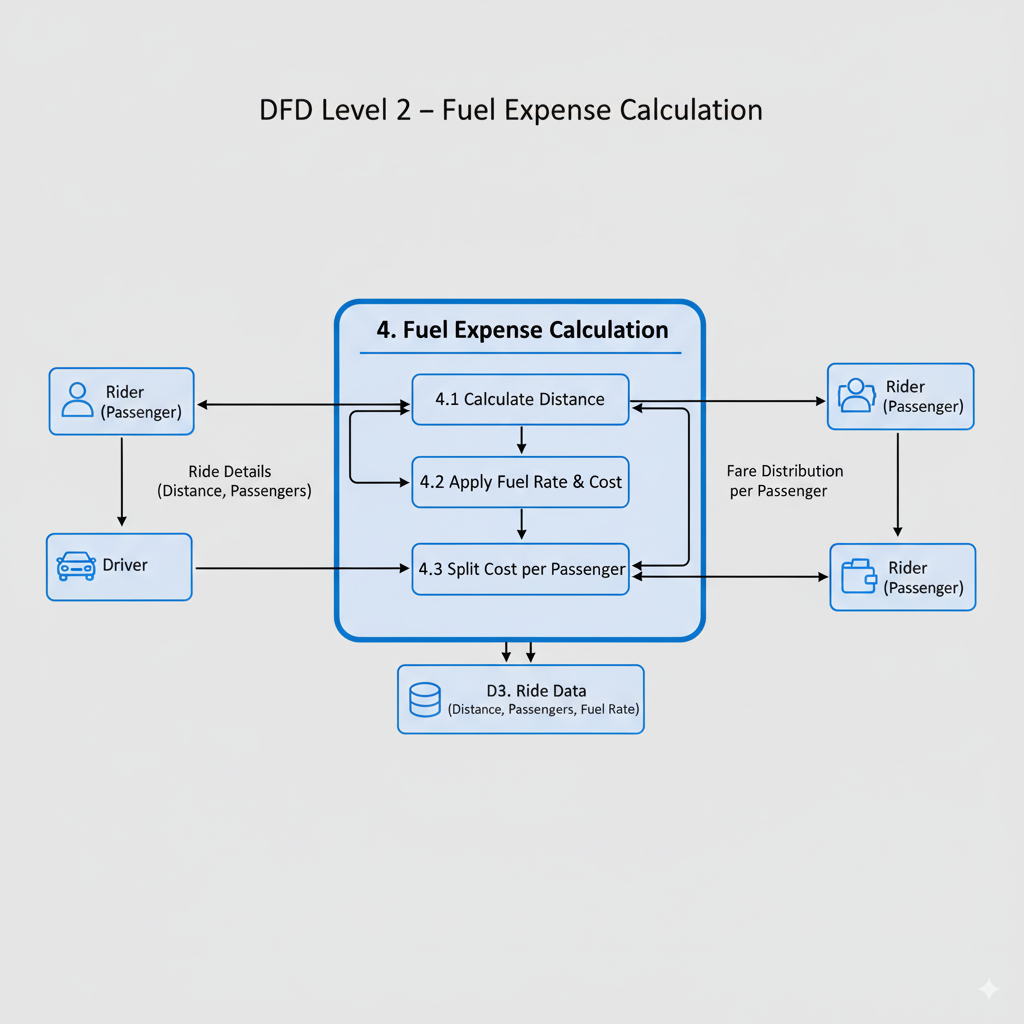 DFD Level 2 – Fuel Expense Calculation
4. Fuel Expense Calculation
Rider
(Passenger)
4.1 Calculate Distance
Rider
(Passenger)
Ride Details
(Distance, Passengers)
4.2 Apply Fuel Rate & Cost
Fare Distribution
per Passenger
Driver
4.3 Split Cost per Passenger
Rider
(Passenger)
D3. Ride Data
(Distance, Passengers, Fuel Rate)